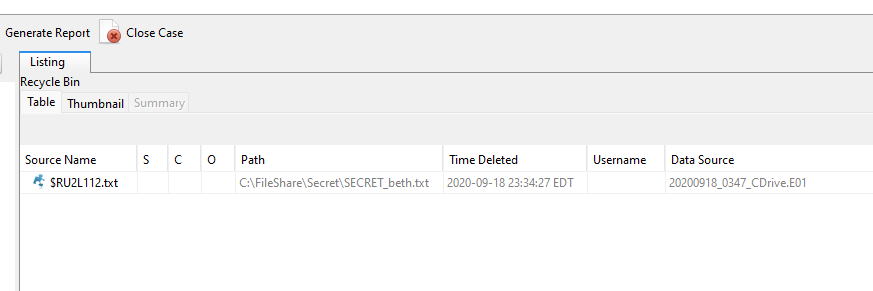 Generate Report Close Case
Listing
Recycle Bin
Table Thumbnail Summary
Source Name S C O Path Time Deleted Username Data Source
$RU2L112.txt C:\FileShare\Secret\SECRET_beth.txt 2020-09-18 23:34:27 EDT 20200918_0347_CDrive.E01